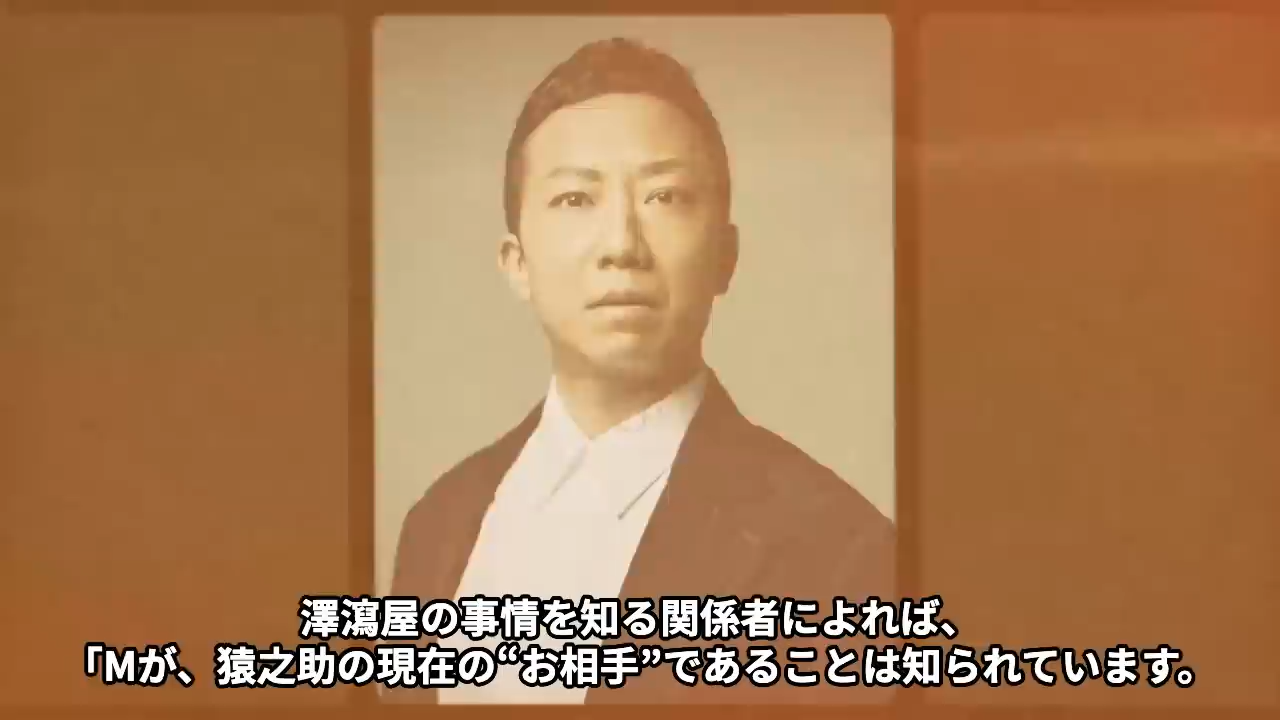 澤瀉屋の事情を知る関係者によれば、
「Mが、猿之助の現在の“お相手”であることは知られています。